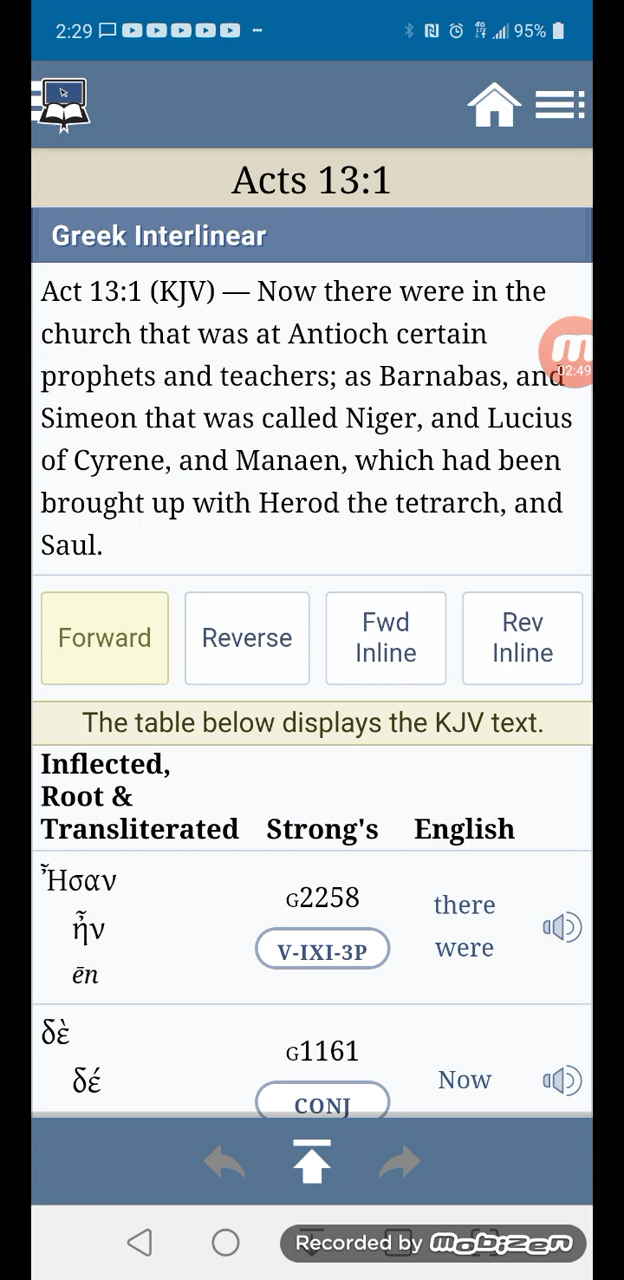 2:29 95%
Acts 13:1
Greek Interlinear
Act 13:1 (KJV) — Now there were in the
church that was at Antioch certain
prophets and teachers; as Barnabas, and
Simeon that was called Niger, and Lucius
of Cyrene, and Manaen, which had been
brought up with Herod the tetrarch, and
Saul.
02:49
Forward Reverse Fwd Inline Rev Inline
The table below displays the KJV text.
Inflected,
Root &
Transliterated Strong's English
Ἦσαν
ἦν
ēn
G2258
V-IXI-3P
there
were
δὲ
δέ
G1161
CONJ
Now
Recorded by mobizen